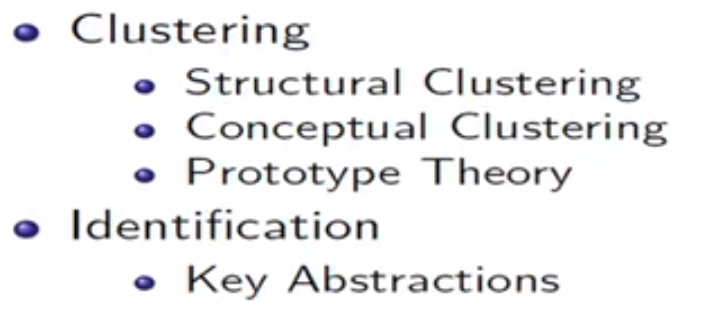 Clustering
Structural Clustering
Conceptual Clustering
Prototype Theory
Identification
Key Abstractions